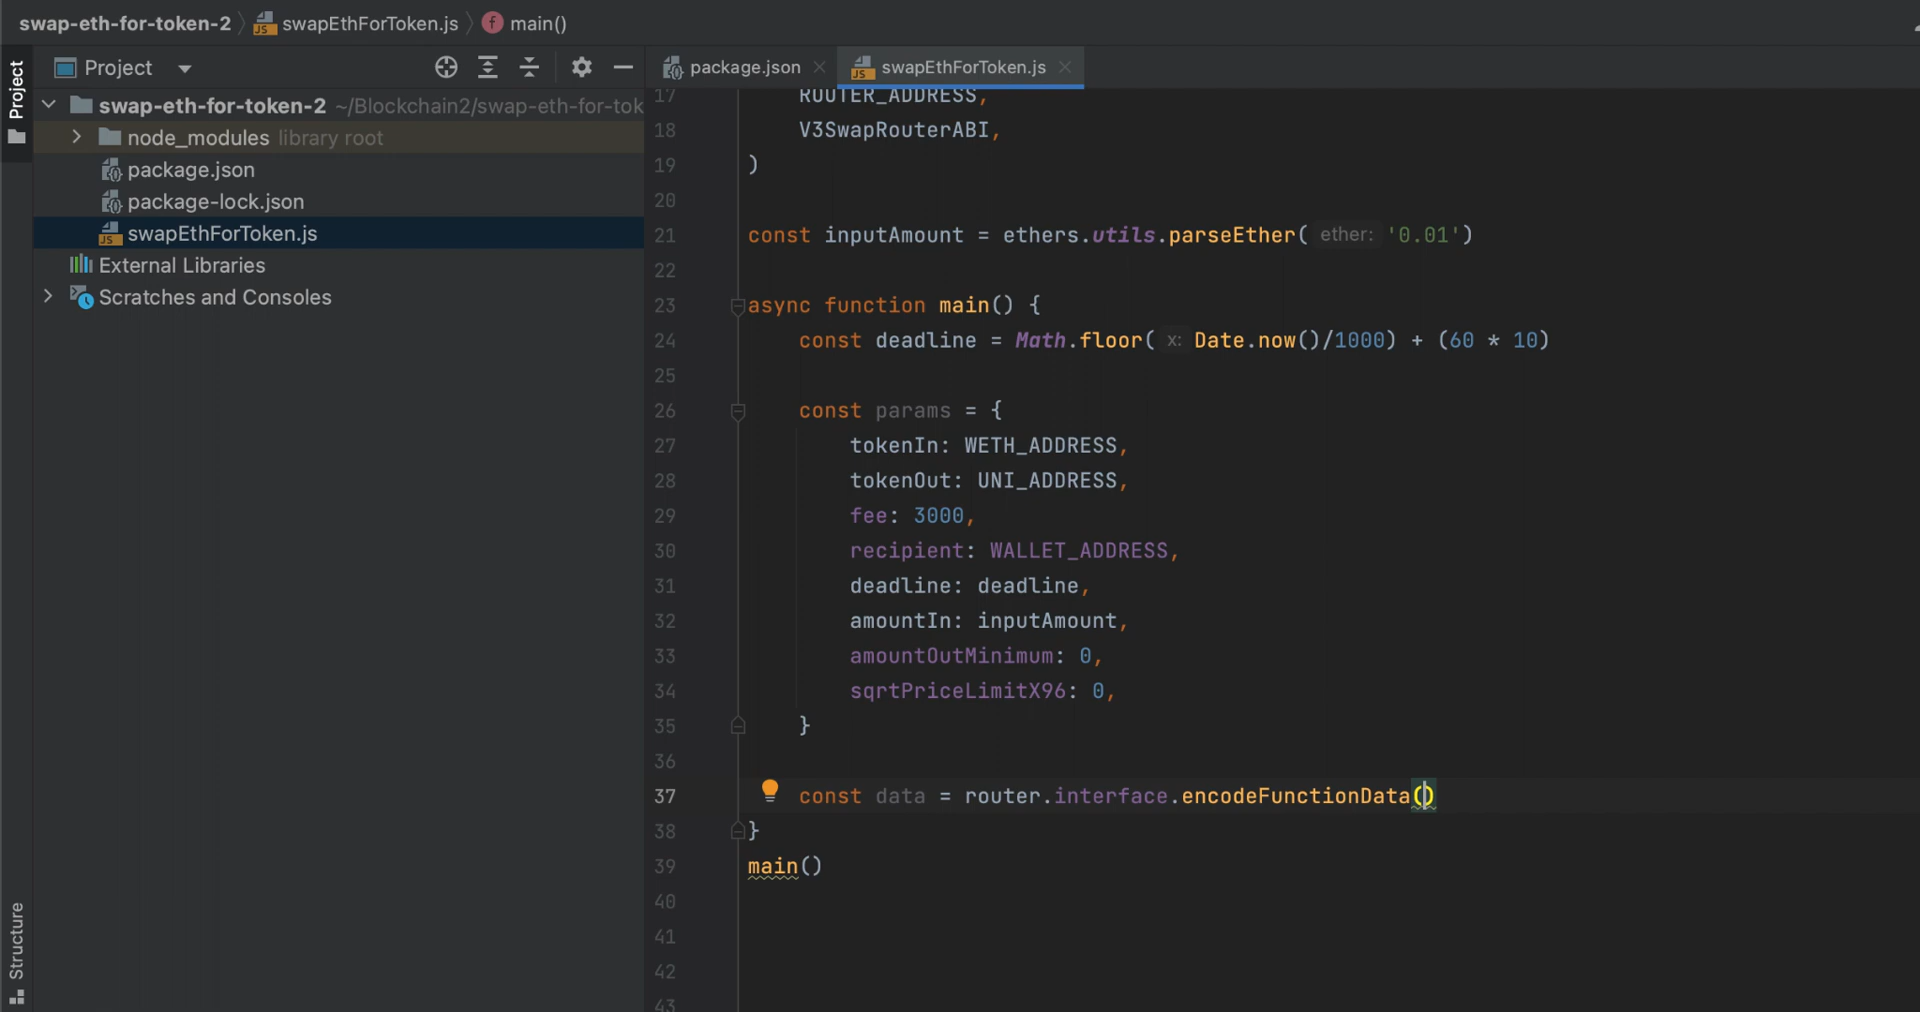 swap-eth-for-token-2 swapEthForToken.js main()
Project
Project
swap-eth-for-token-2 ~/Blockchain2/swap-eth-for-tok
node_modules library root
package.json
package-lock.json
swapEthForToken.js
External Libraries
Scratches and Consoles
Structure
package.json swapEthForToken.js
17 ROUTER_ADDRESS,
18 V3SwapRouterABI,
19 )
20
21 const inputAmount = ethers.utils.parseEther( ether: '0.01')
22
23 async function main() {
24 const deadline = Math.floor( x: Date.now()/1000) + (60 * 10)
25
26 const params = {
27 tokenIn: WETH_ADDRESS,
28 tokenOut: UNI_ADDRESS,
29 fee: 3000,
30 recipient: WALLET_ADDRESS,
31 deadline: deadline,
32 amountIn: inputAmount,
33 amountOutMinimum: 0,
34 sqrtPriceLimitX96: 0,
35 }
36
37 const data = router.interface.encodeFunctionData()
38 }
39 main()
40
41
42
43